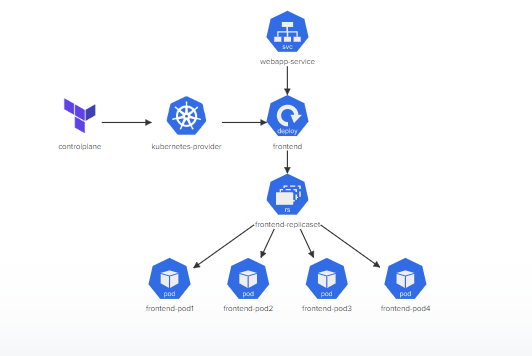 svc
webapp-service
controlplane
kubernetes-provider
deploy
frontend
rs
frontend-replicaset
pod
pod
pod
pod
frontend-pod1
frontend-pod2
frontend-pod3
frontend-pod4